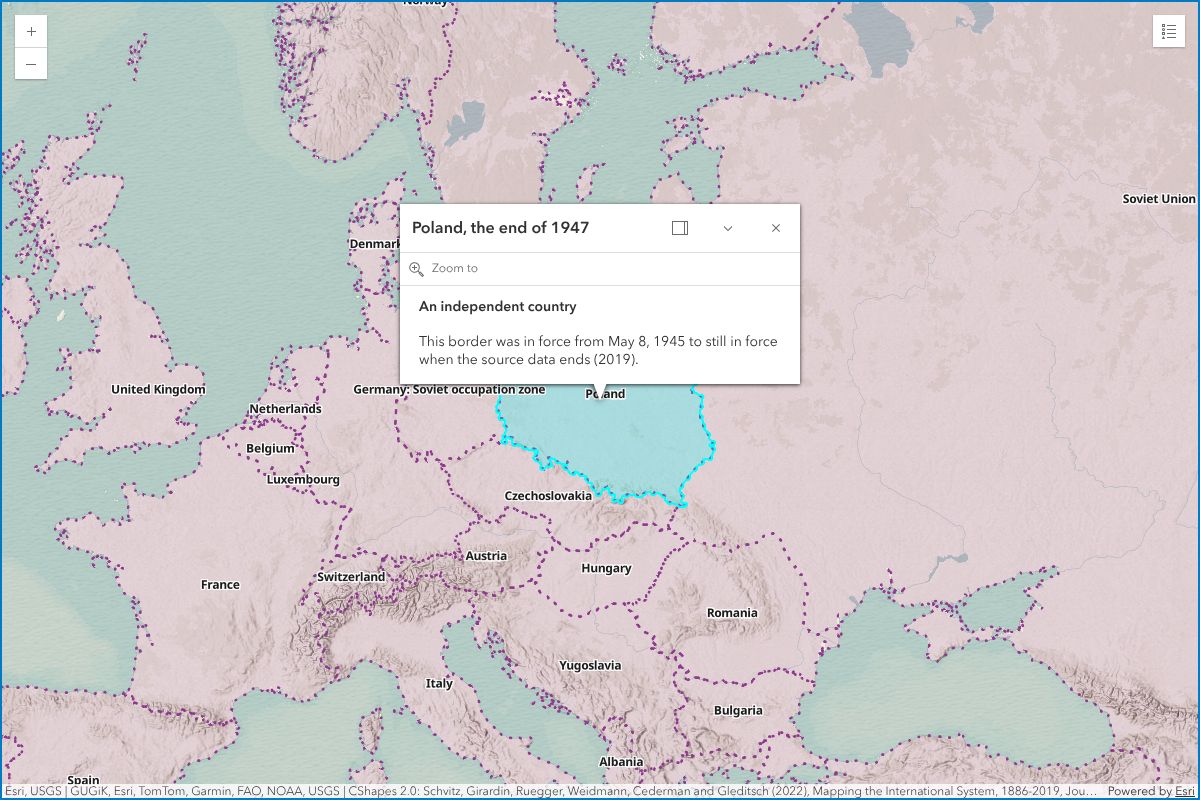 Norway
+
−
Soviet Union
Poland, the end of 1947
Denmark
Zoom to
An independent country
This border was in force from May 8, 1945 to still in force
when the source data ends (2019).
United Kingdom
Germany: Soviet occupation zone
Poland
Netherlands
Belgium
Luxembourg
Czechoslovakia
Austria
Hungary
Switzerland
France
Romania
Yugoslavia
Italy
Bulgaria
Albania
Spain
Esri, USGS | GUGiK, Esri, TomTom, Garmin, FAO, NOAA, USGS | CShapes 2.0: Schvitz, Girardin, Ruegger, Weidmann, Cederman and Gleditsch (2022), Mapping the International System, 1886-2019, Jou... Powered by Esri